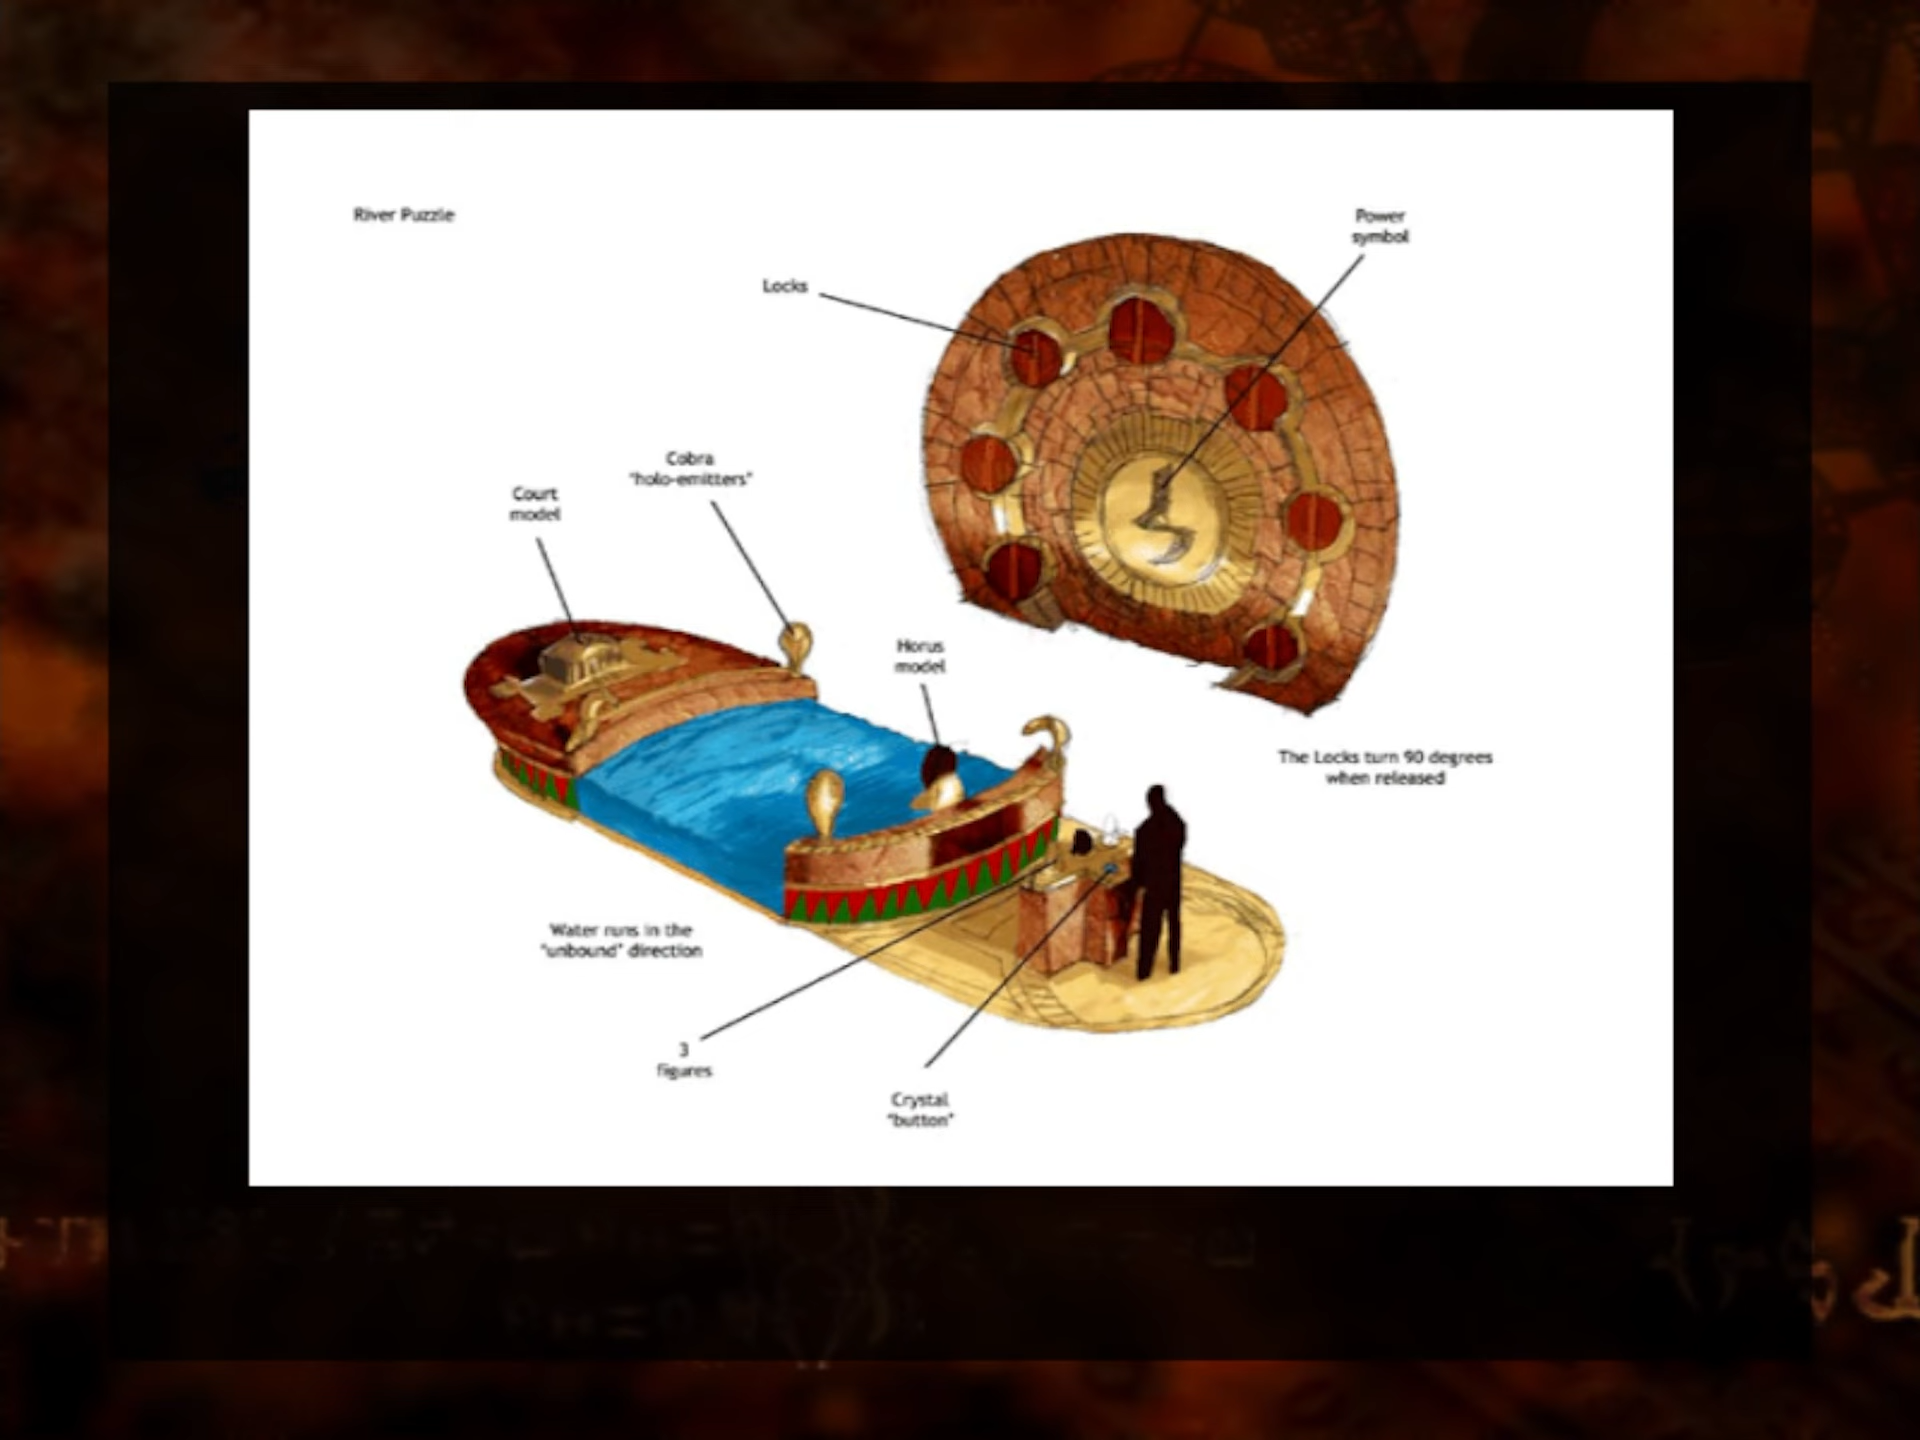 River Puzzle
Power
symbol
Locks
Cobra
"holo-emitters"
Court
model
Horus
model
The Locks turn 90 degrees
when released
Water runs in the
"unbound" direction
3
figures
Crystal
"button"